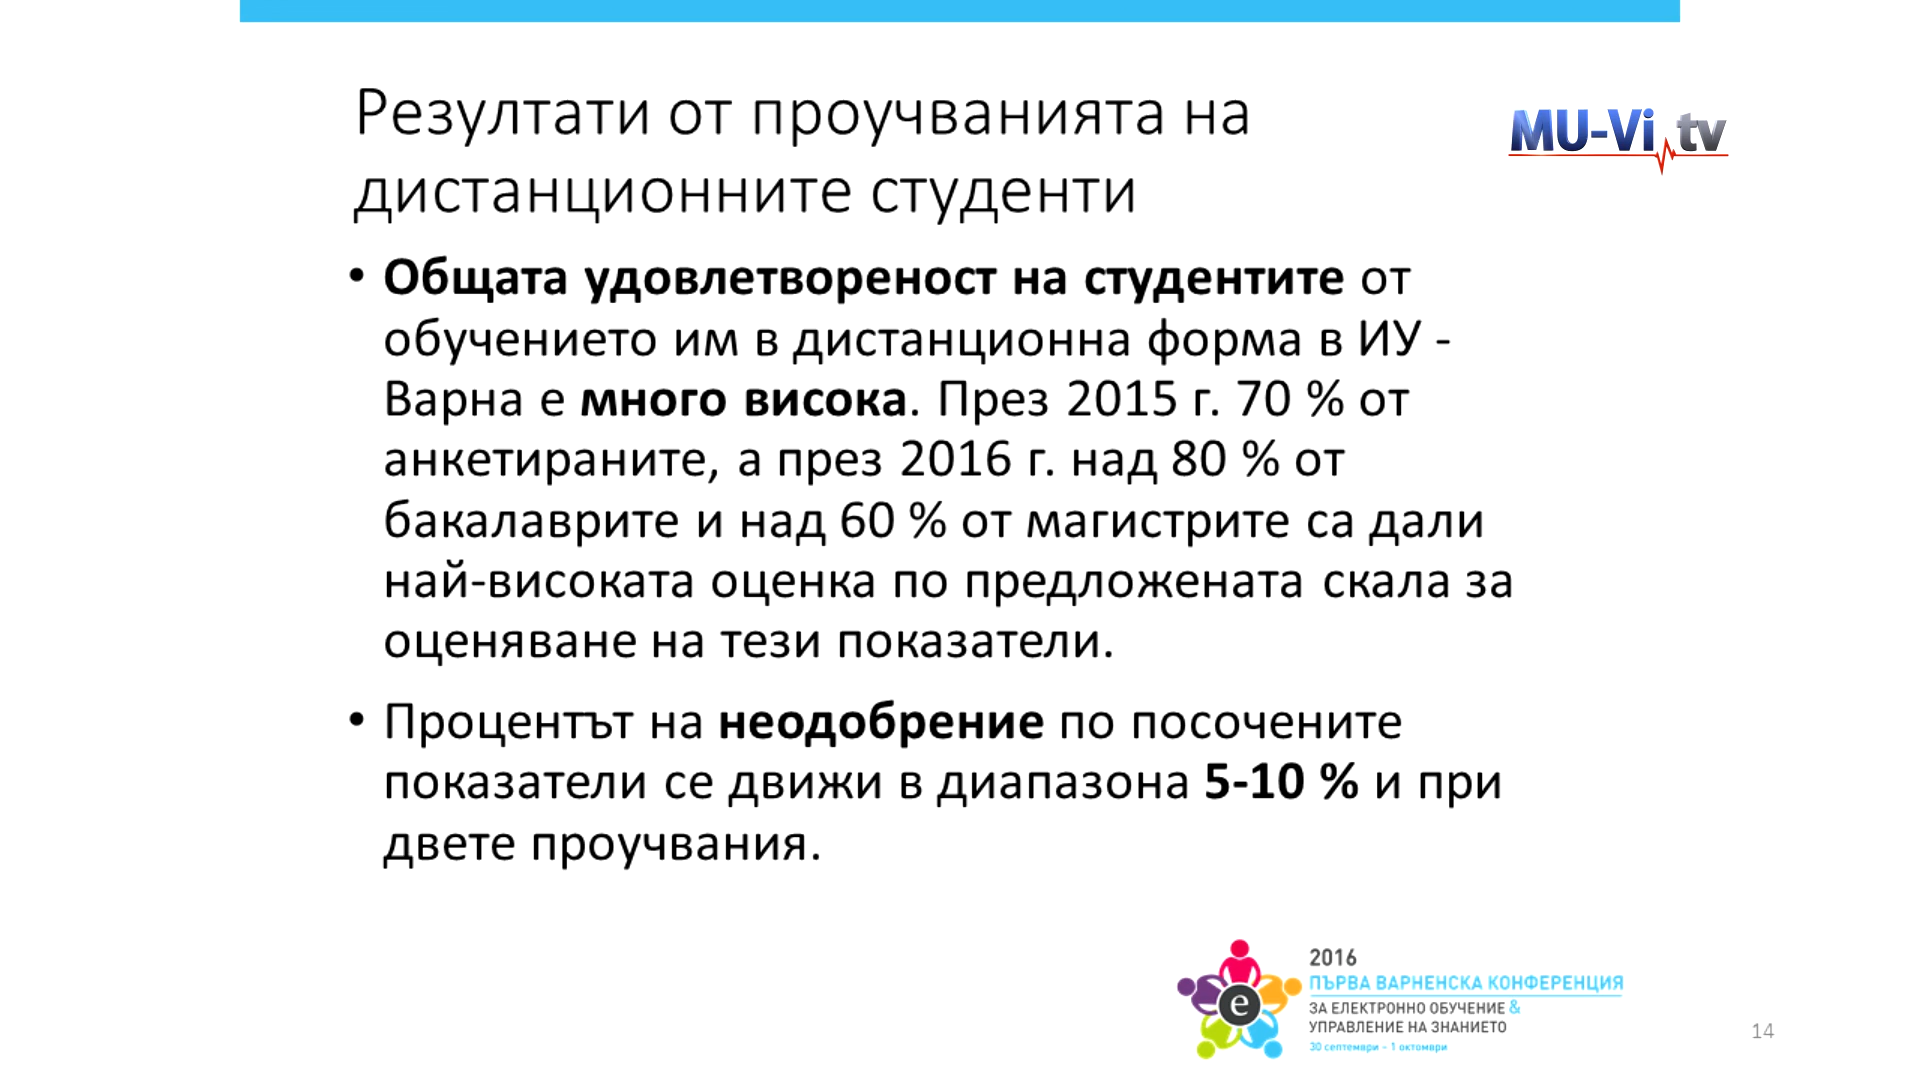 Резултати от проучванията на
дистанционните студенти
MU-Vi tv
• Общата удовлетвореност на студентите от
обучението им в дистанционна форма в ИУ -
Варна е много висока. През 2015 г. 70 % от
анкетираните, а през 2016 г. над 80 % от
бакалаврите и над 60 % от магистрите са дали
най-високата оценка по предложената скала за
оценяване на тези показатели.
• Процентът на неодобрение по посочените
показатели се движи в диапазона 5-10 % и при
двете проучвания.
e
2016
ПЪРВА ВАРНЕНСКА КОНФЕРЕНЦИЯ
ЗА ЕЛЕКТРОННО ОБУЧЕНИЕ &
УПРАВЛЕНИЕ НА ЗНАНИЕТО
30 септември - 1 октомври
14